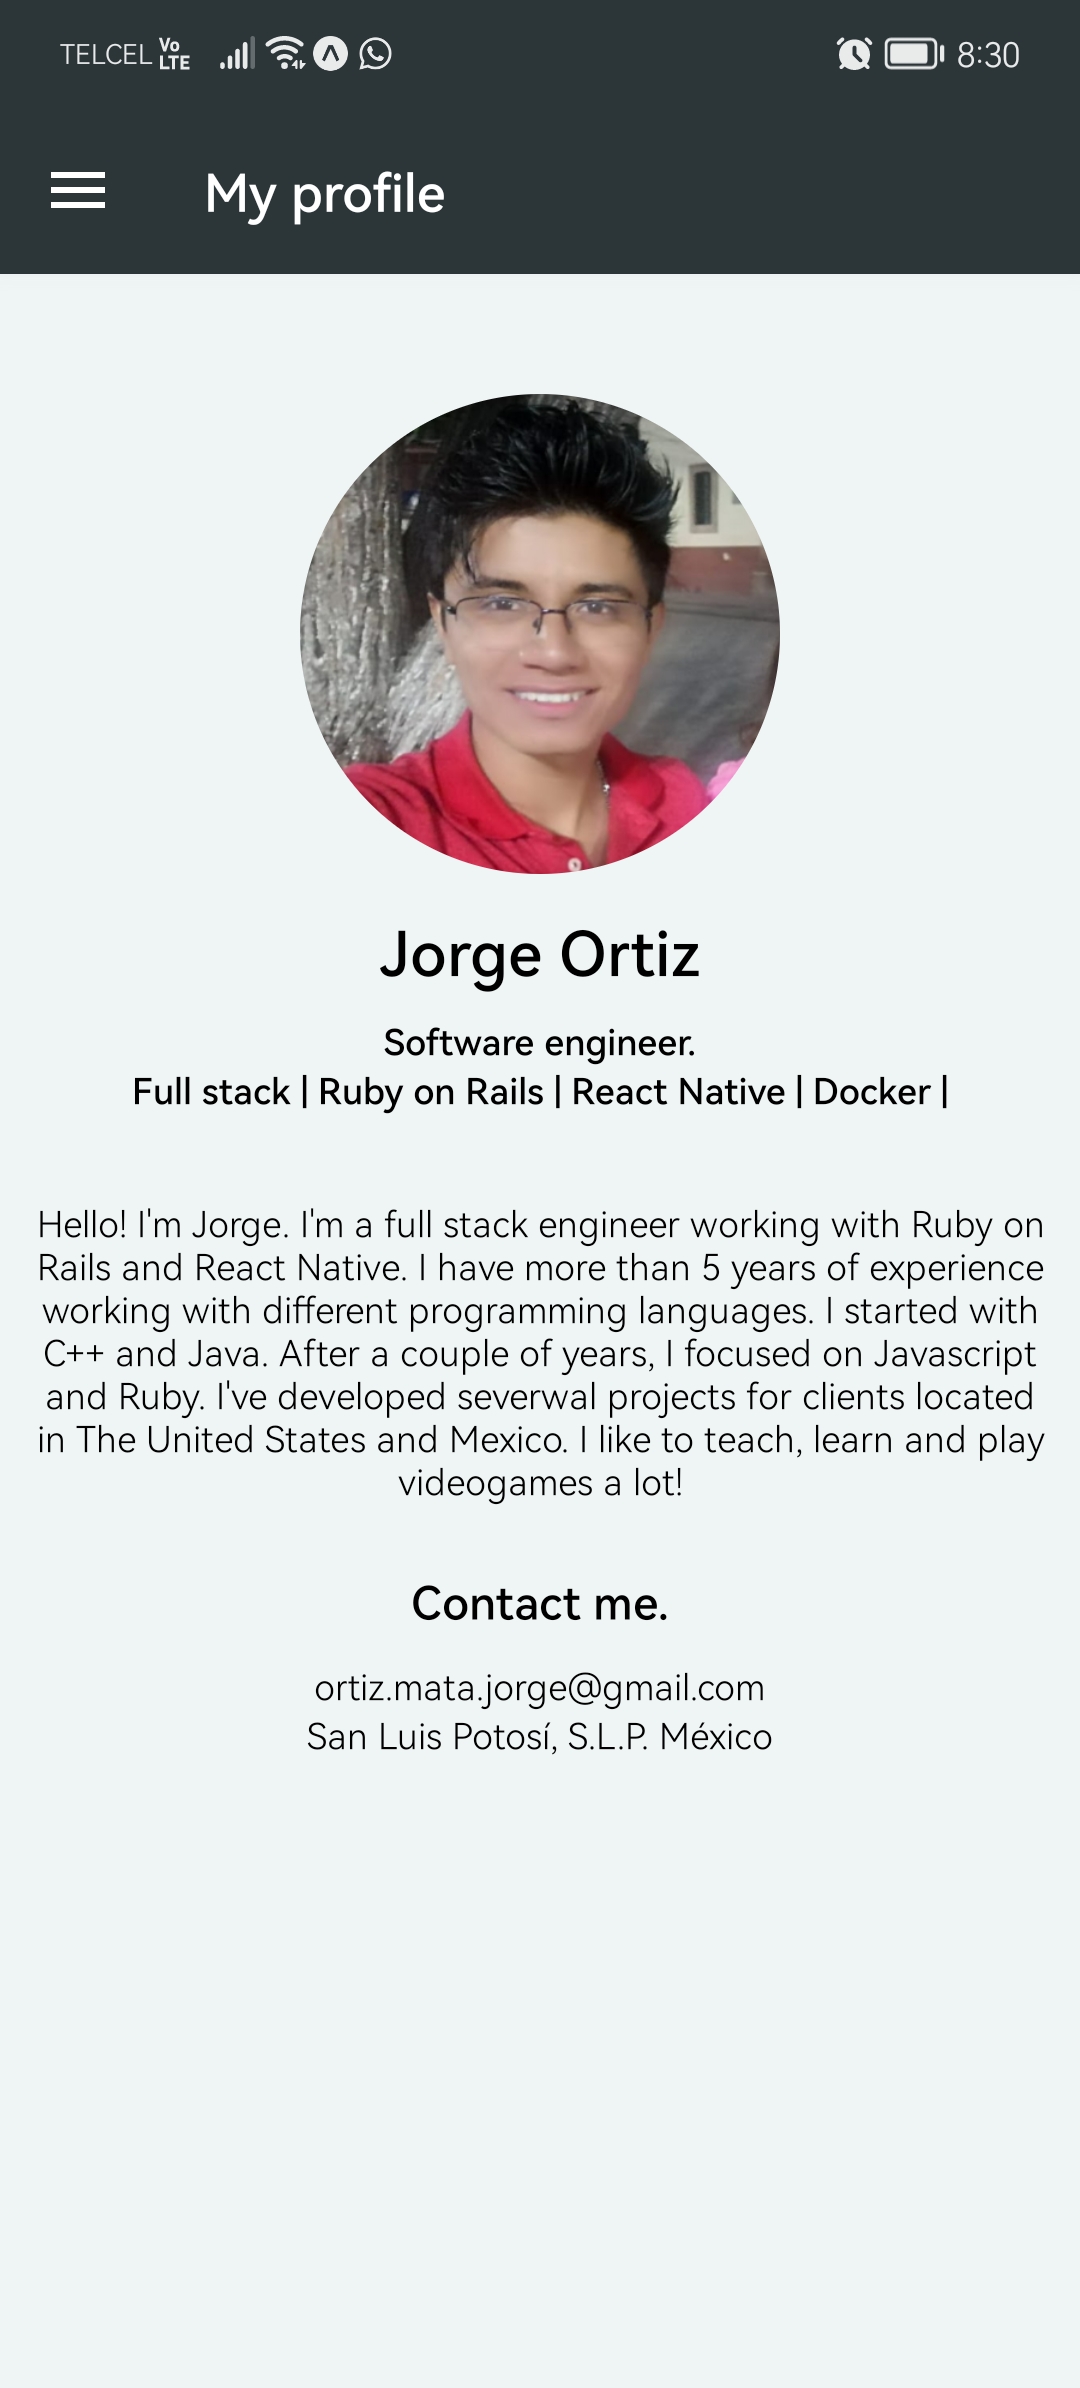 TELCEL Vo LTE 8:30
My profile
Jorge Ortiz
Software engineer.
Full stack | Ruby on Rails | React Native | Docker |
Hello! I'm Jorge. I'm a full stack engineer working with Ruby on
Rails and React Native. I have more than 5 years of experience
working with different programming languages. I started with
C++ and Java. After a couple of years, I focused on Javascript
and Ruby. I've developed severwal projects for clients located
in The United States and Mexico. I like to teach, learn and play
videogames a lot!
Contact me.
ortiz.mata.jorge@gmail.com
San Luis Potosí, S.L.P. México